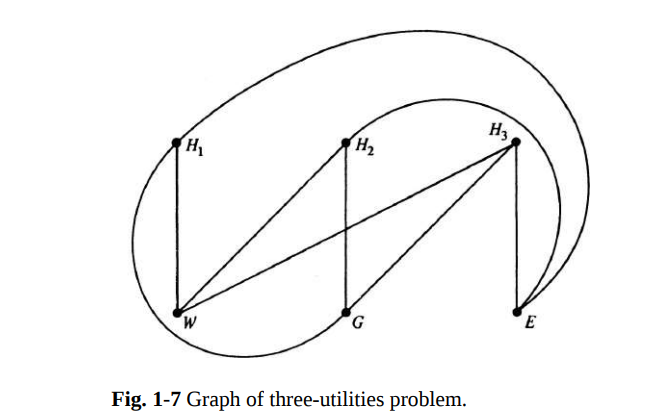 H1 H2 H3
W G E
Fig. 1-7 Graph of three-utilities problem.